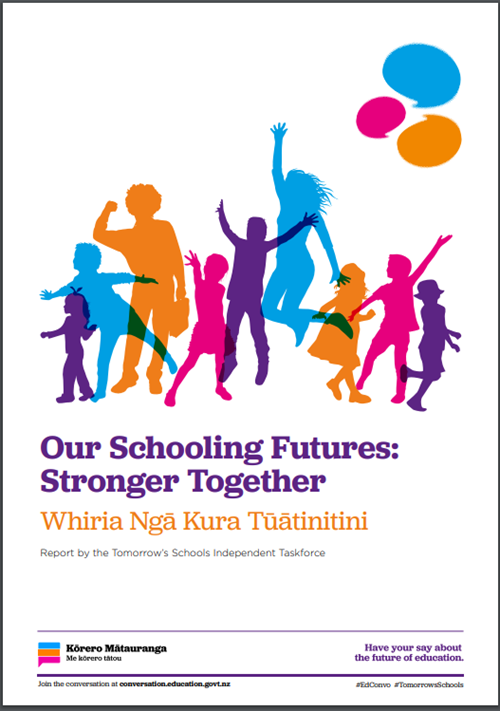 Our Schooling Futures:
Stronger Together
Whiria Ngā Kura Tūātinitini
Report by the Tomorrow's Schools Independent Taskforce
Kōrero Mātauranga
Me kōrero tātou
Have your say about
the future of education.
Join the conversation at conversation.education.govt.nz
#EdConvo #TomorrowsSchools